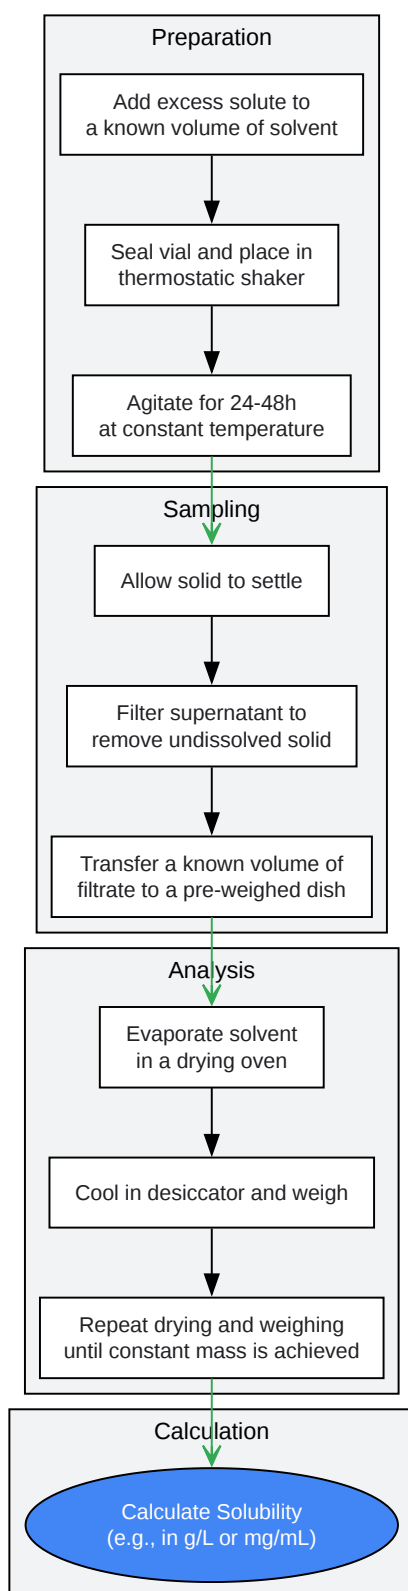 Preparation
Add excess solute to
a known volume of solvent
Seal vial and place in
thermostatic shaker
Agitate for 24-48h
at constant temperature
Sampling
Allow solid to settle
Filter supernatant to
remove undissolved solid
Transfer a known volume of
filtrate to a pre-weighed dish
Analysis
Evaporate solvent
in a drying oven
Cool in desiccator and weigh
Repeat drying and weighing
until constant mass is achieved
Calculation
Calculate Solubility
(e.g., in g/L or mg/mL)